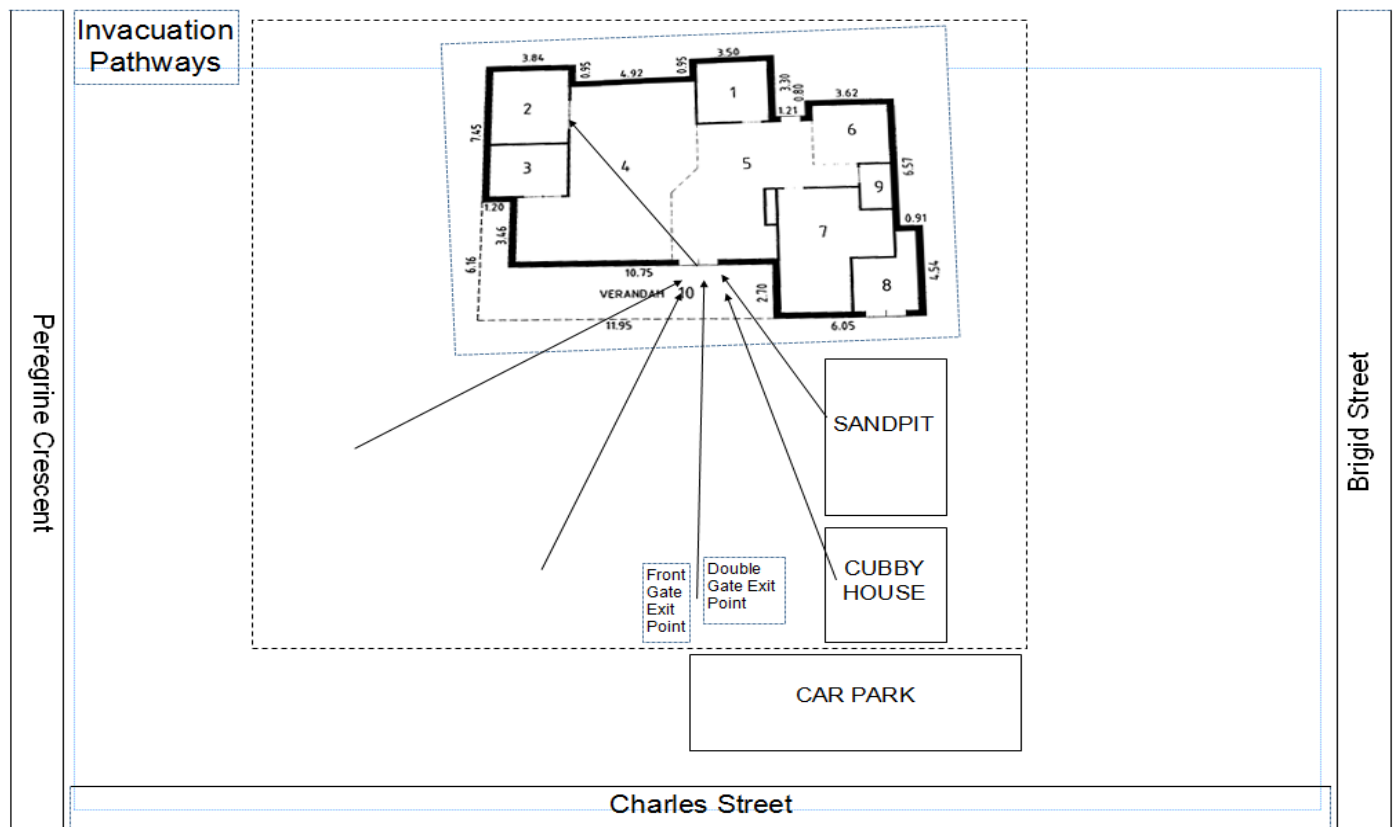 Invacuation
Pathways
3.84
0.95
4.92
0.95
3.50
3.30
0.80
1.21
3.62
1
2
6
7.45
3
4
5
6.57
9
1.20
3.46
7
0.91
6.16
10.75
8
4.54
VERANDAH 10
2.70
11.95
6.05
Peregrine Crescent
Brigid Street
SANDPIT
Front
Gate
Exit
Point
Double
Gate Exit
Point
CUBBY
HOUSE
CAR PARK
Charles Street